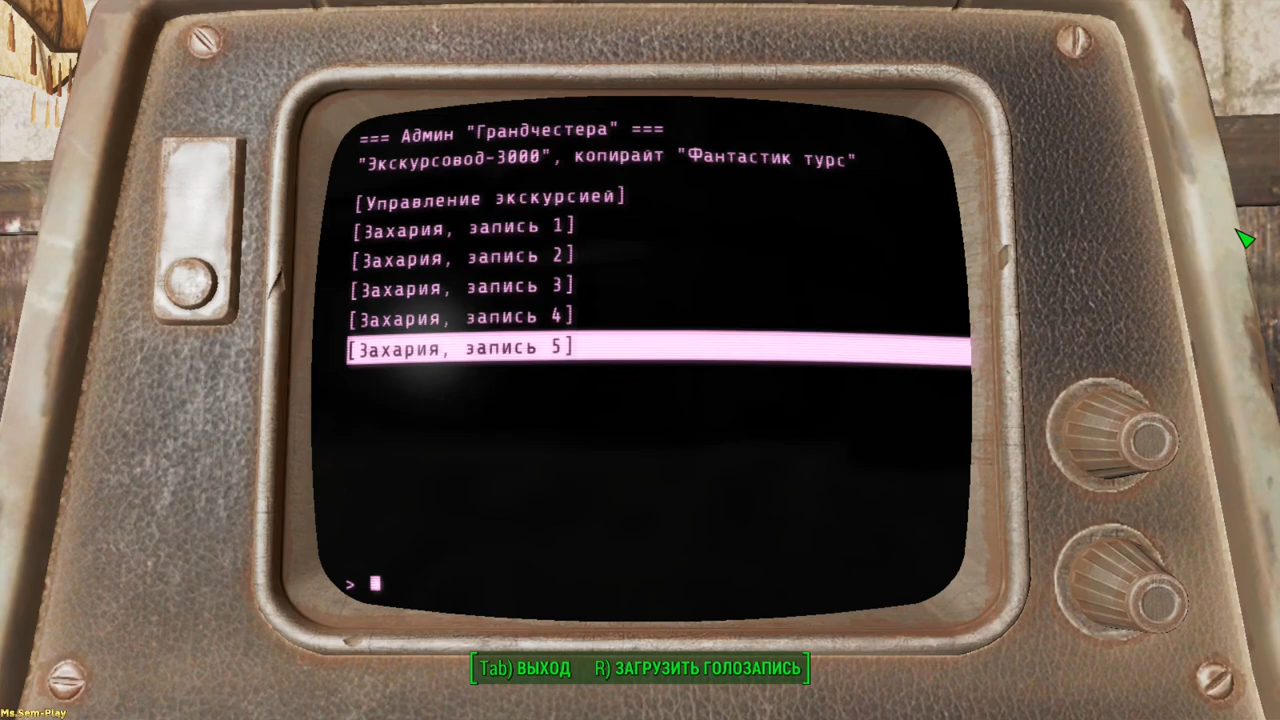 === Админ "Грандчестера" ===
"Экскурсовод-3000", копирайт "Фантастик турс"
[Управление экскурсией]
[Захария, запись 1]
[Захария, запись 2]
[Захария, запись 3]
[Захария, запись 4]
[Захария, запись 5]
>
[Tab) ВЫХОД R) ЗАГРУЗИТЬ ГОЛОЗАПИСЬ]
Ms.Sem-Play